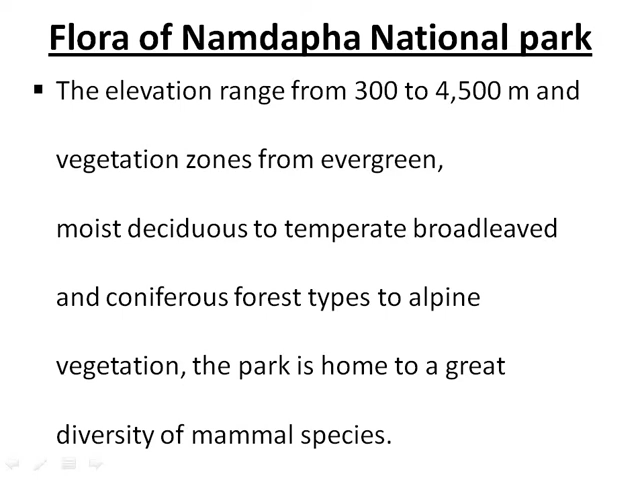 Flora of Namdapha National park
▪ The elevation range from 300 to 4,500 m and
vegetation zones from evergreen,
moist deciduous to temperate broadleaved
and coniferous forest types to alpine
vegetation, the park is home to a great
diversity of mammal species.